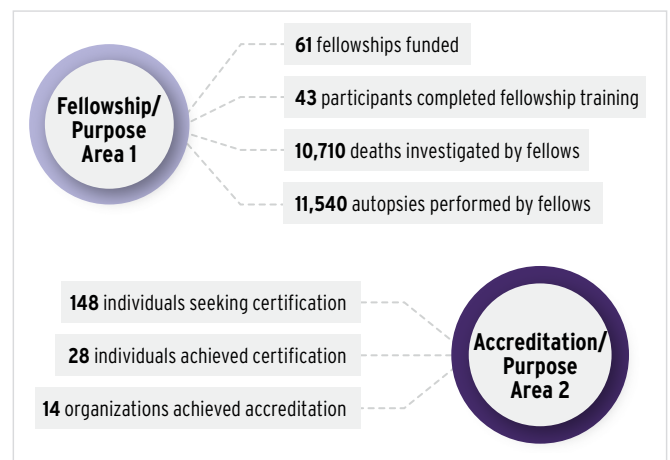 Fellowship/
Purpose
Area 1
61 fellowships funded
43 participants completed fellowship training
10,710 deaths investigated by fellows
11,540 autopsies performed by fellows
148 individuals seeking certification
28 individuals achieved certification
14 organizations achieved accreditation
Accreditation/
Purpose
Area 2